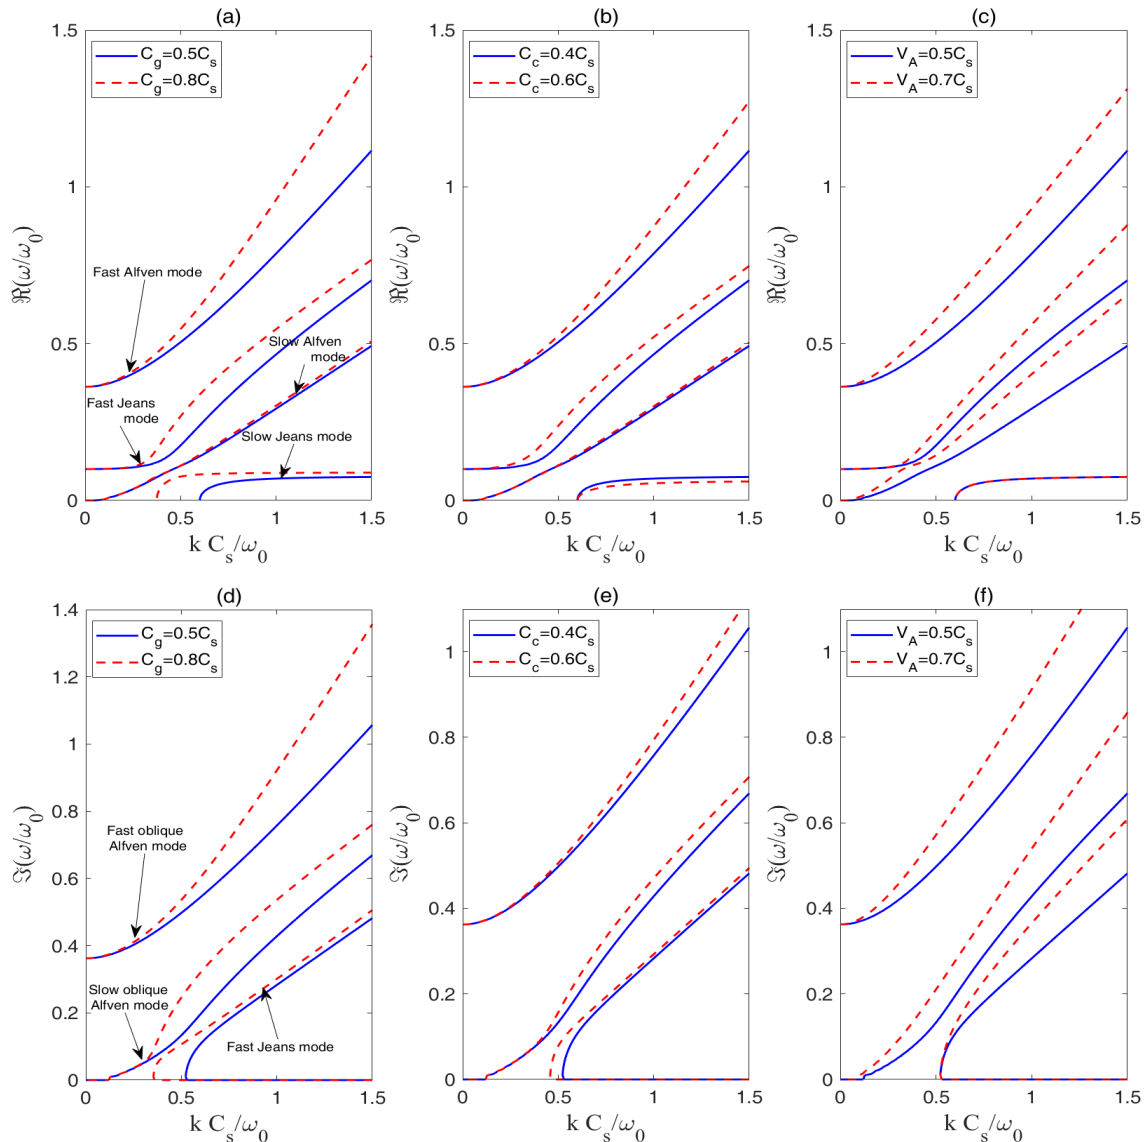 (a)
C_g=0.5C_s
C_g=0.8C_s
1.5
1
0.5
0
ℜ(ω/ω_0)
Fast Alfven mode
Slow Alfven
mode
Fast Jeans
mode
Slow Jeans mode
0
0.5
1
1.5
k C_s/ω_0
(b)
C_c=0.4C_s
C_c=0.6C_s
1.5
1
0.5
0
ℜ(ω/ω_0)
0
0.5
1
1.5
k C_s/ω_0
(c)
V_A=0.5C_s
V_A=0.7C_s
1.5
1
0.5
0
ℜ(ω/ω_0)
0
0.5
1
1.5
k C_s/ω_0
(d)
C_g=0.5C_s
C_g=0.8C_s
1.4
1.2
1
0.8
0.6
0.4
0.2
0
ℑ(ω/ω_0)
Fast oblique
Alfven mode
Slow oblique
Alfven mode
Fast Jeans mode
0
0.5
1
1.5
k C_s/ω_0
(e)
C_c=0.4C_s
C_c=0.6C_s
1
0.8
0.6
0.4
0.2
0
ℑ(ω/ω_0)
0
0.5
1
1.5
k C_s/ω_0
(f)
V_A=0.5C_s
V_A=0.7C_s
1
0.8
0.6
0.4
0.2
0
ℑ(ω/ω_0)
0
0.5
1
1.5
k C_s/ω_0